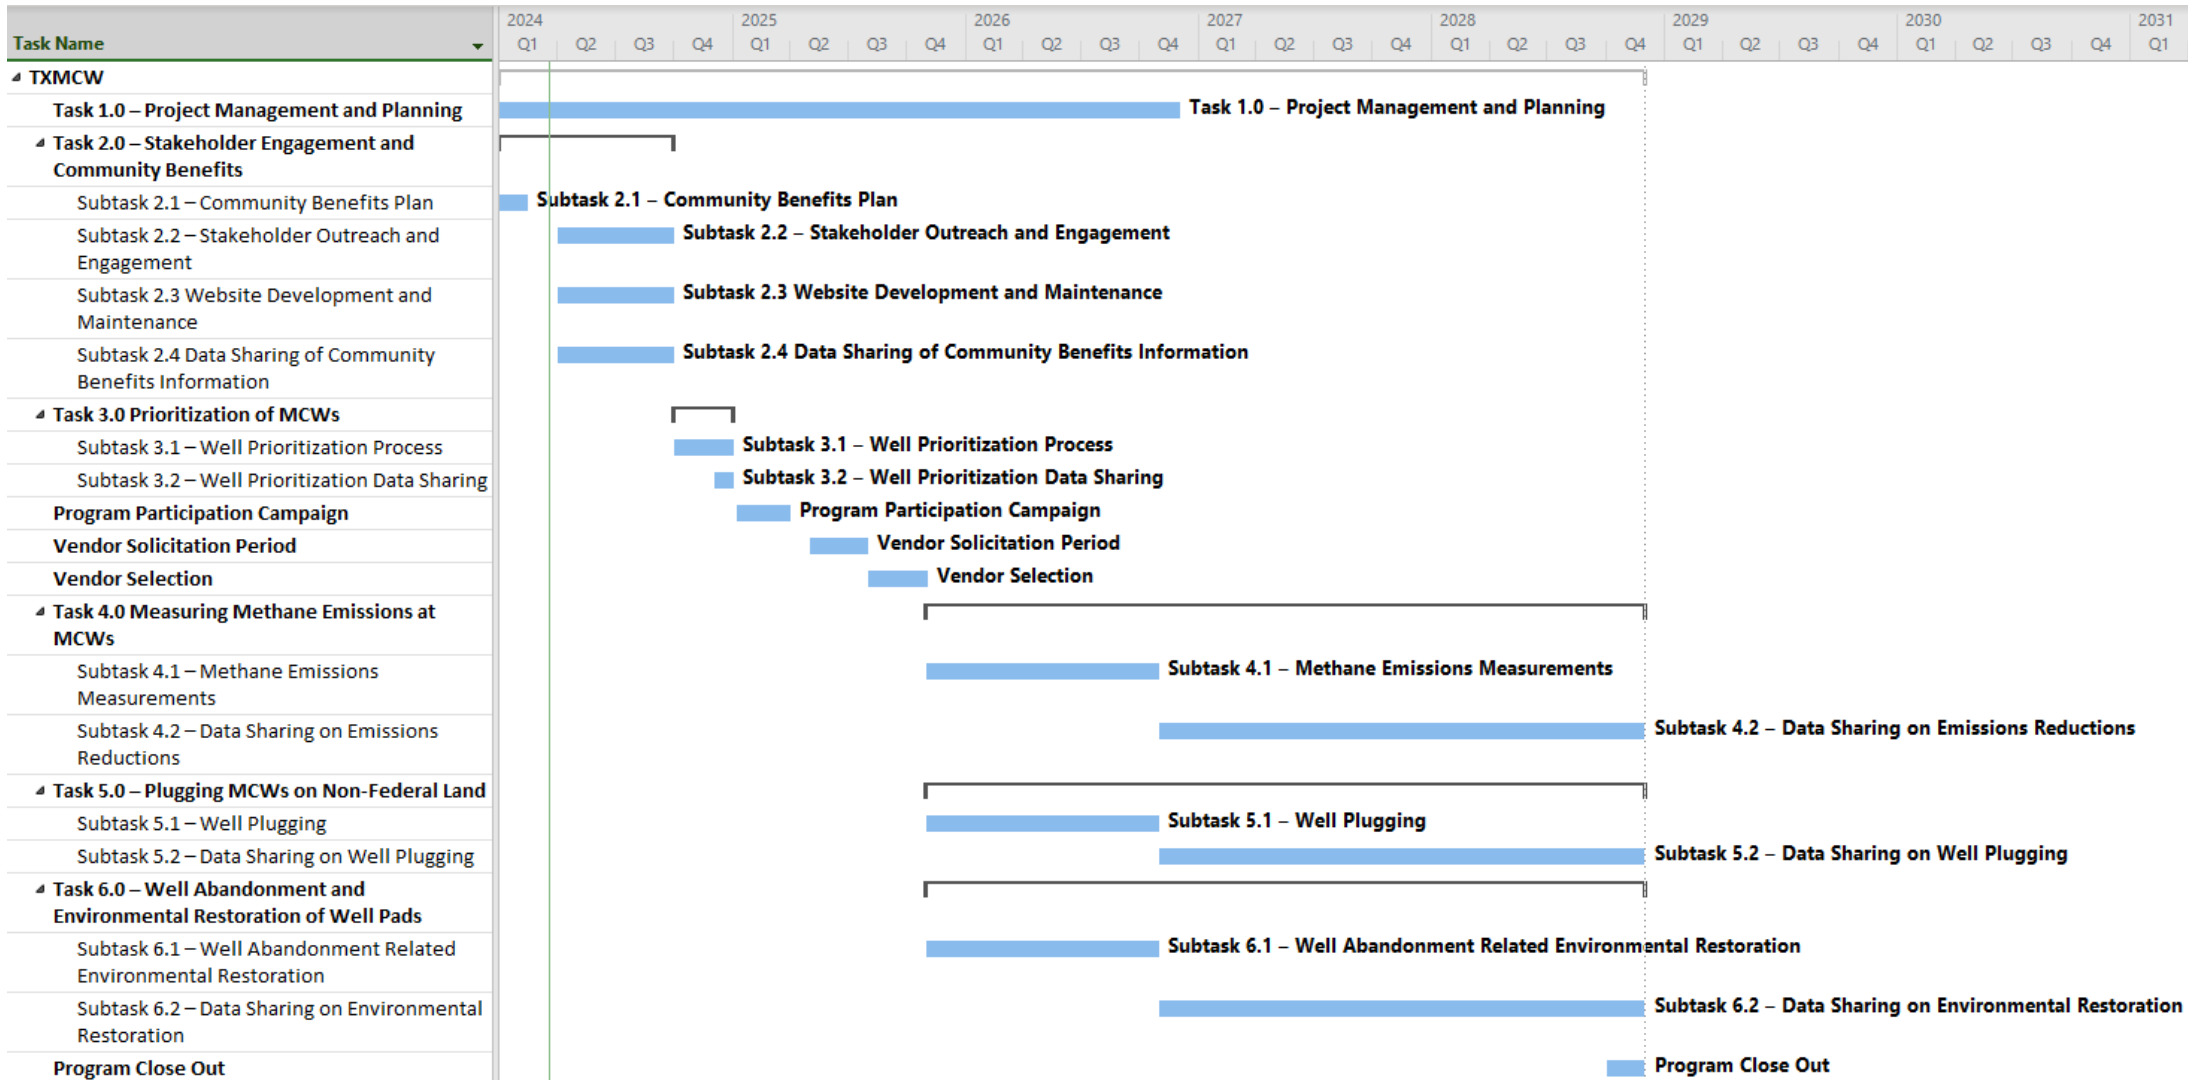 2024 2025 2026 2027 2028 2029 2030 2031
Task Name Q1 Q2 Q3 Q4 Q1 Q2 Q3 Q4 Q1 Q2 Q3 Q4 Q1 Q2 Q3 Q4 Q1 Q2 Q3 Q4 Q1 Q2 Q3 Q4 Q1 Q2 Q3 Q4 Q1
TXMCW
Task 1.0 – Project Management and Planning
Task 1.0 – Project Management and Planning
Task 2.0 – Stakeholder Engagement and
Community Benefits
Subtask 2.1 – Community Benefits Plan
Subtask 2.1 – Community Benefits Plan
Subtask 2.2 – Stakeholder Outreach and
Engagement
Subtask 2.2 – Stakeholder Outreach and Engagement
Subtask 2.3 Website Development and
Maintenance
Subtask 2.3 Website Development and Maintenance
Subtask 2.4 Data Sharing of Community
Benefits Information
Subtask 2.4 Data Sharing of Community Benefits Information
Task 3.0 Prioritization of MCWs
Subtask 3.1 – Well Prioritization Process
Subtask 3.1 – Well Prioritization Process
Subtask 3.2 – Well Prioritization Data Sharing
Subtask 3.2 – Well Prioritization Data Sharing
Program Participation Campaign
Program Participation Campaign
Vendor Solicitation Period
Vendor Solicitation Period
Vendor Selection
Vendor Selection
Task 4.0 Measuring Methane Emissions at
MCWs
Subtask 4.1 – Methane Emissions
Measurements
Subtask 4.1 – Methane Emissions Measurements
Subtask 4.2 – Data Sharing on Emissions
Reductions
Subtask 4.2 – Data Sharing on Emissions Reductions
Task 5.0 – Plugging MCWs on Non-Federal Land
Subtask 5.1 – Well Plugging
Subtask 5.1 – Well Plugging
Subtask 5.2 – Data Sharing on Well Plugging
Subtask 5.2 – Data Sharing on Well Plugging
Task 6.0 – Well Abandonment and
Environmental Restoration of Well Pads
Subtask 6.1 – Well Abandonment Related
Environmental Restoration
Subtask 6.1 – Well Abandonment Related Environmental Restoration
Subtask 6.2 – Data Sharing on Environmental
Restoration
Subtask 6.2 – Data Sharing on Environmental Restoration
Program Close Out
Program Close Out